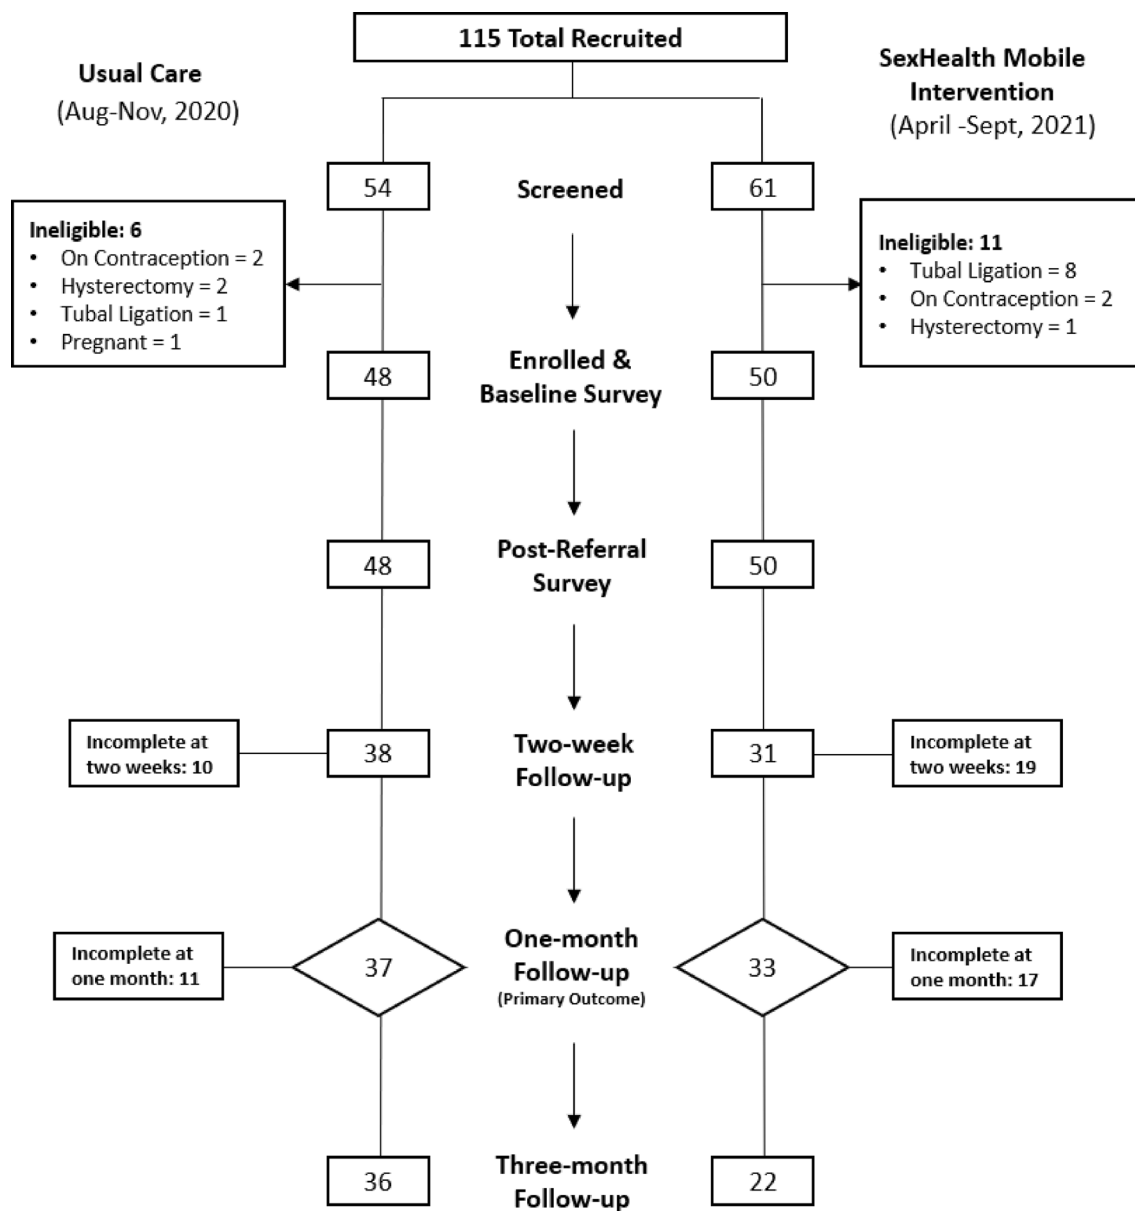 115 Total Recruited
Usual Care
(Aug-Nov, 2020)
SexHealth Mobile
Intervention
(April -Sept, 2021)
54
Screened
61
Ineligible: 6
• On Contraception = 2
• Hysterectomy = 2
• Tubal Ligation = 1
• Pregnant = 1
Ineligible: 11
• Tubal Ligation = 8
• On Contraception = 2
• Hysterectomy = 1
48
Enrolled &
Baseline Survey
50
48
Post-Referral
Survey
50
Incomplete at
two weeks: 10
38
Two-week
Follow-up
31
Incomplete at
two weeks: 19
Incomplete at
one month: 11
37
One-month
Follow-up
(Primary Outcome)
33
Incomplete at
one month: 17
36
Three-month
Follow-up
22